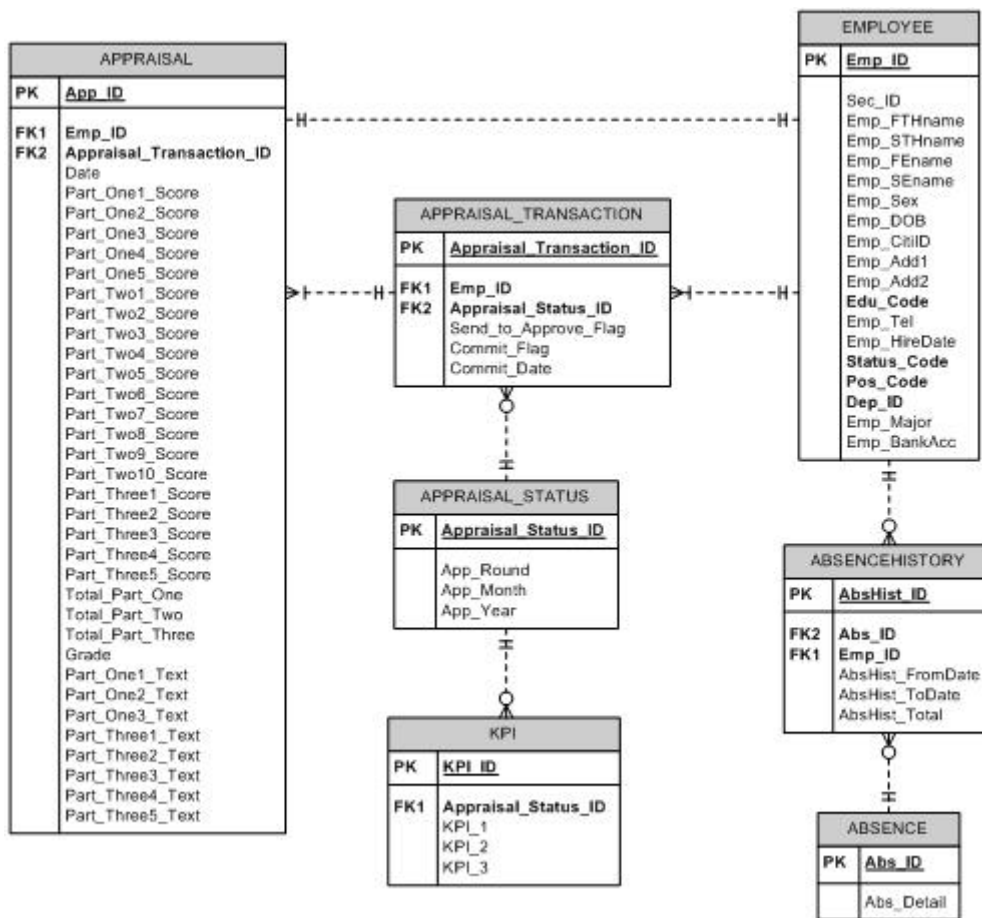 APPRAISAL
PK App_ID
FK1 Emp_ID
FK2 Appraisal_Transaction_ID
Date
Part_One1_Score
Part_One2_Score
Part_One3_Score
Part_One4_Score
Part_One5_Score
Part_Two1_Score
Part_Two2_Score
Part_Two3_Score
Part_Two4_Score
Part_Two5_Score
Part_Two6_Score
Part_Two7_Score
Part_Two8_Score
Part_Two9_Score
Part_Two10_Score
Part_Three1_Score
Part_Three2_Score
Part_Three3_Score
Part_Three4_Score
Part_Three5_Score
Total_Part_One
Total_Part_Two
Total_Part_Three
Grade
Part_One1_Text
Part_One2_Text
Part_One3_Text
Part_Three1_Text
Part_Three2_Text
Part_Three3_Text
Part_Three4_Text
Part_Three5_Text
APPRAISAL_TRANSACTION
PK Appraisal_Transaction_ID
FK1 Emp_ID
FK2 Appraisal_Status_ID
Send_to_Approve_Flag
Commit_Flag
Commit_Date
APPRAISAL_STATUS
PK Appraisal_Status_ID
App_Round
App_Month
App_Year
KPI
PK KPI_ID
FK1 Appraisal_Status_ID
KPI_1
KPI_2
KPI_3
EMPLOYEE
PK Emp_ID
Sec_ID
Emp_FTHname
Emp_STHname
Emp_FEname
Emp_SEname
Emp_Sex
Emp_DOB
Emp_CitiID
Emp_Add1
Emp_Add2
Edu_Code
Emp_Tel
Emp_HireDate
Status_Code
Pos_Code
Dep_ID
Emp_Major
Emp_BankAcc
ABSENCEHISTORY
PK AbsHist_ID
FK2 Abs_ID
FK1 Emp_ID
AbsHist_FromDate
AbsHist_ToDate
AbsHist_Total
ABSENCE
PK Abs_ID
Abs_Detail